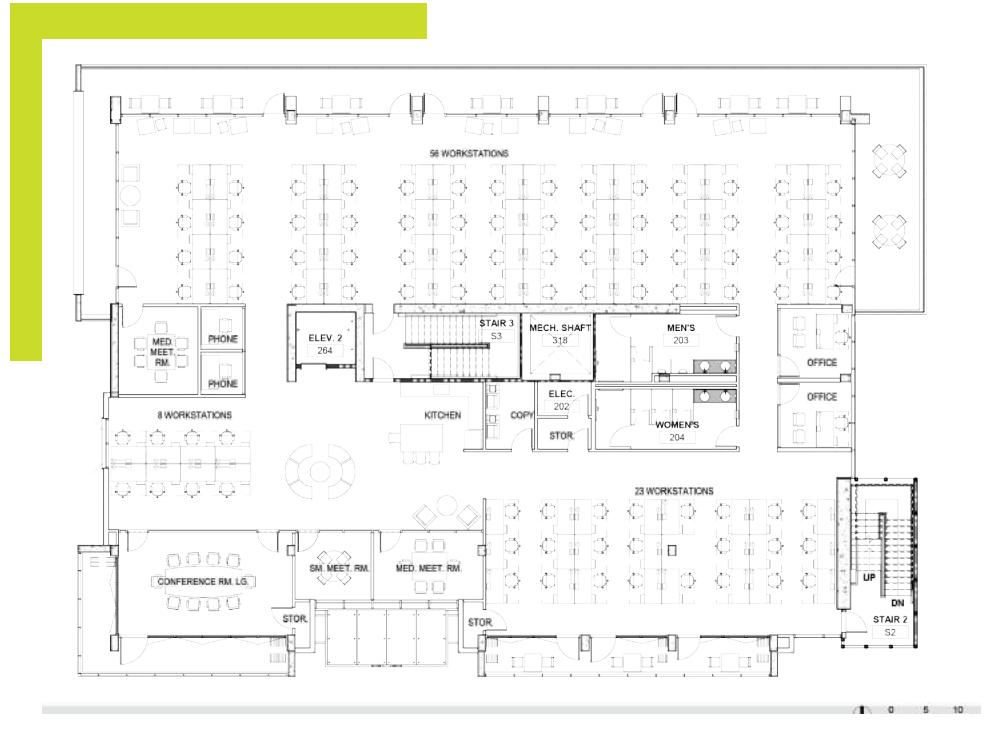 56 WORKSTATIONS
STAIR 3
S3
MECH. SHAFT
318
MEN'S
203
ELEV. 2
264
MED.
MEET.
RM.
PHONE
PHONE
OFFICE
OFFICE
ELEC.
202
8 WORKSTATIONS
KITCHEN
COPY
STOR.
WOMEN'S
204
23 WORKSTATIONS
CONFERENCE RM. LG.
SM. MEET. RM.
MED. MEET. RM.
UP
DN
STOR.
STOR.
STAIR 2
S2
0 5 10